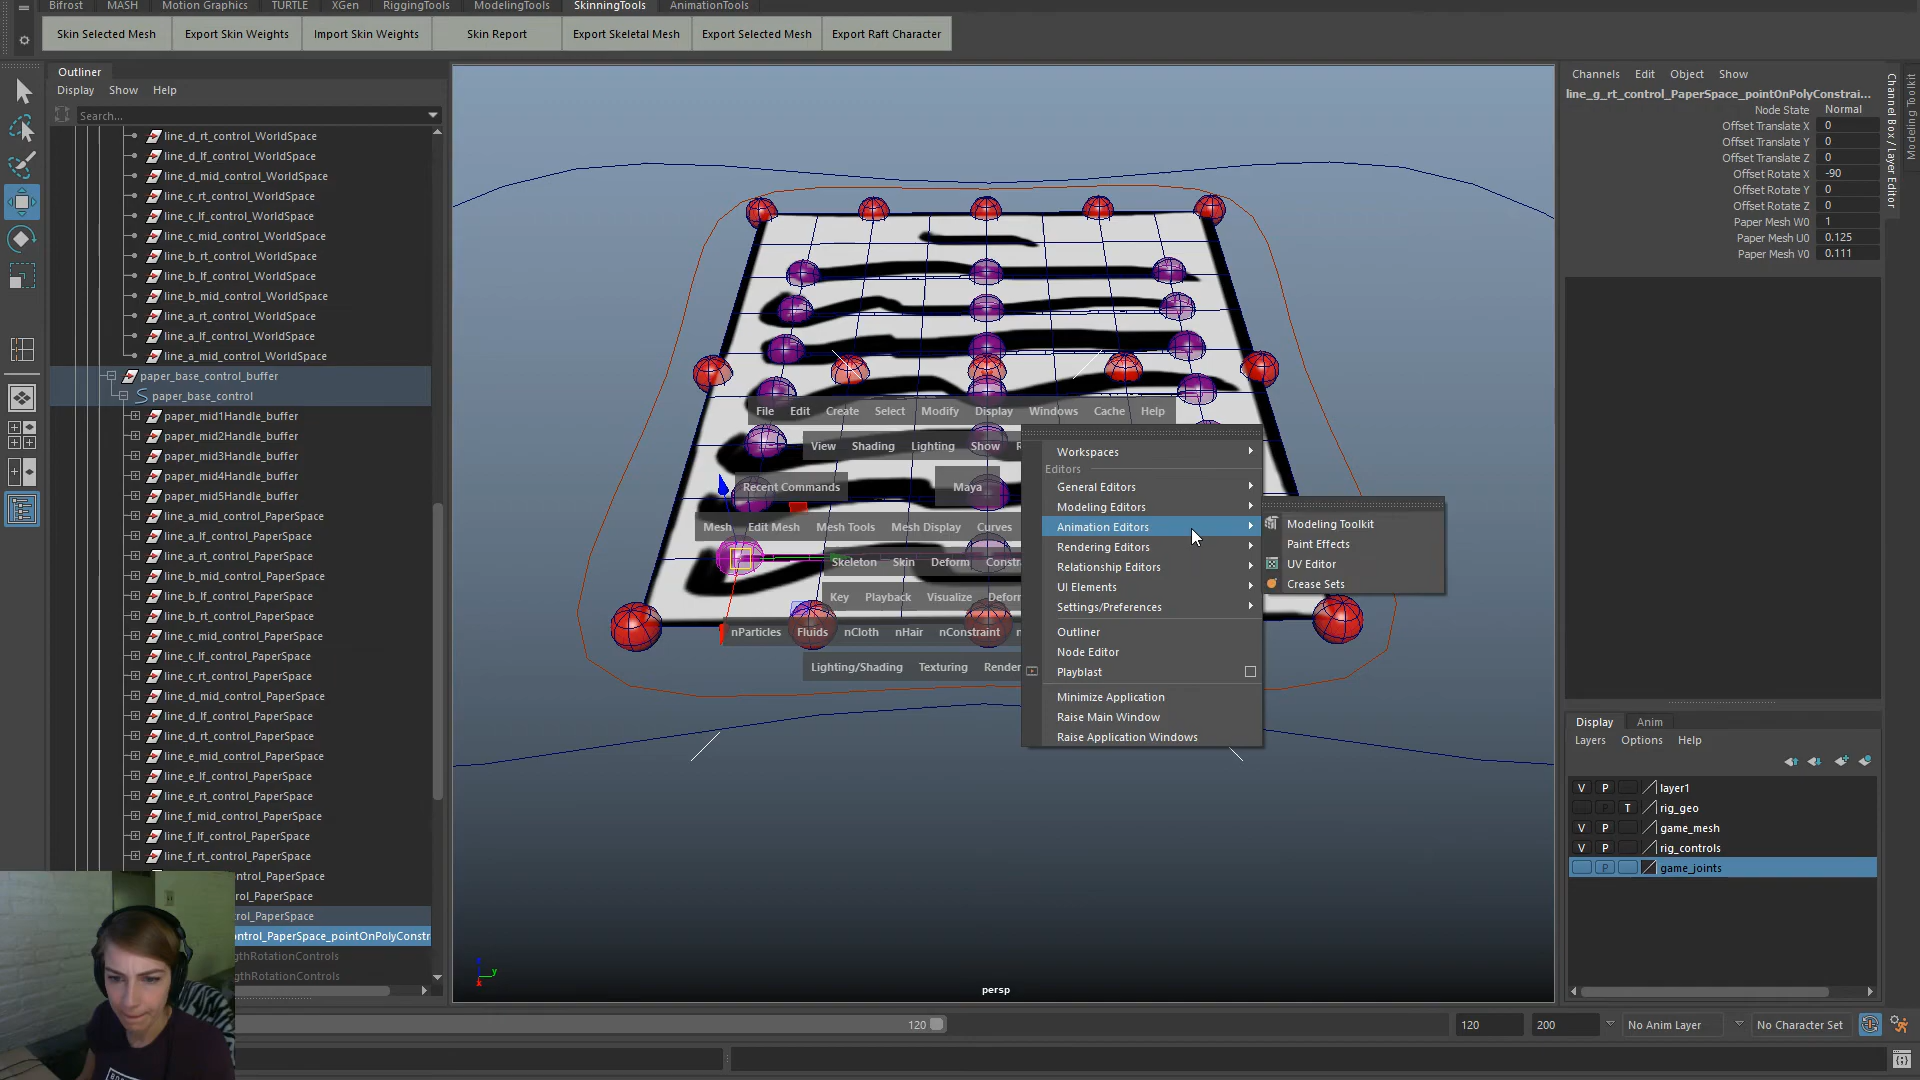 Bifrost MASH Motion Graphics TURTLE XGen RiggingTools ModelingTools SkinningTools AnimationTools
Skin Selected Mesh Export Skin Weights Import Skin Weights Skin Report Export Skeletal Mesh Export Selected Mesh Export Raft Character
Outliner
Display Show Help
Search...
line_d_rt_control_WorldSpace
line_d_lf_control_WorldSpace
line_d_mid_control_WorldSpace
line_c_rt_control_WorldSpace
line_c_lf_control_WorldSpace
line_c_mid_control_WorldSpace
line_b_rt_control_WorldSpace
line_b_lf_control_WorldSpace
line_b_mid_control_WorldSpace
line_a_rt_control_WorldSpace
line_a_lf_control_WorldSpace
line_a_mid_control_WorldSpace
paper_base_control_buffer
paper_base_control
paper_mid1Handle_buffer
paper_mid2Handle_buffer
paper_mid3Handle_buffer
paper_mid4Handle_buffer
paper_mid5Handle_buffer
line_a_mid_control_PaperSpace
line_a_lf_control_PaperSpace
line_a_rt_control_PaperSpace
line_b_mid_control_PaperSpace
line_b_lf_control_PaperSpace
line_b_rt_control_PaperSpace
line_c_mid_control_PaperSpace
line_c_lf_control_PaperSpace
line_c_rt_control_PaperSpace
line_d_mid_control_PaperSpace
line_d_lf_control_PaperSpace
line_d_rt_control_PaperSpace
line_e_mid_control_PaperSpace
line_e_lf_control_PaperSpace
line_e_rt_control_PaperSpace
line_f_mid_control_PaperSpace
line_f_lf_control_PaperSpace
line_f_rt_control_PaperSpace
control_PaperSpace
rol_PaperSpace
rol_PaperSpace
ontrol_PaperSpace_pointOnPolyConstr
gthRotationControls
gthRotationControls
File Edit Create Select Modify Display Windows Cache Help
View Shading Lighting Show
Recent Commands Maya
Mesh Edit Mesh Mesh Tools Mesh Display Curves
Skeleton Skin Deform Constra
Key Playback Visualize Deforn
nParticles Fluids nCloth nHair nConstraint
Lighting/Shading Texturing Render
Workspaces
Editors
General Editors
Modeling Editors
Animation Editors
Rendering Editors
Relationship Editors
UI Elements
Settings/Preferences
Outliner
Node Editor
Playblast
Minimize Application
Raise Main Window
Raise Application Windows
Modeling Toolkit
Paint Effects
UV Editor
Crease Sets
persp
y
Channels Edit Object Show
line_g_rt_control_PaperSpace_pointOnPolyConstrai...
Node State Normal
Offset Translate X 0
Offset Translate Y 0
Offset Translate Z 0
Offset Rotate X -90
Offset Rotate Y 0
Offset Rotate Z 0
Paper Mesh W0 1
Paper Mesh U0 0.125
Paper Mesh V0 0.111
Channel Box / Layer Editor
Modeling Toolkit
Display Anim
Layers Options Help
V P layer1
P T rig_geo
V P game_mesh
V P rig_controls
P game_joints
120 120 200 No Anim Layer No Character Set